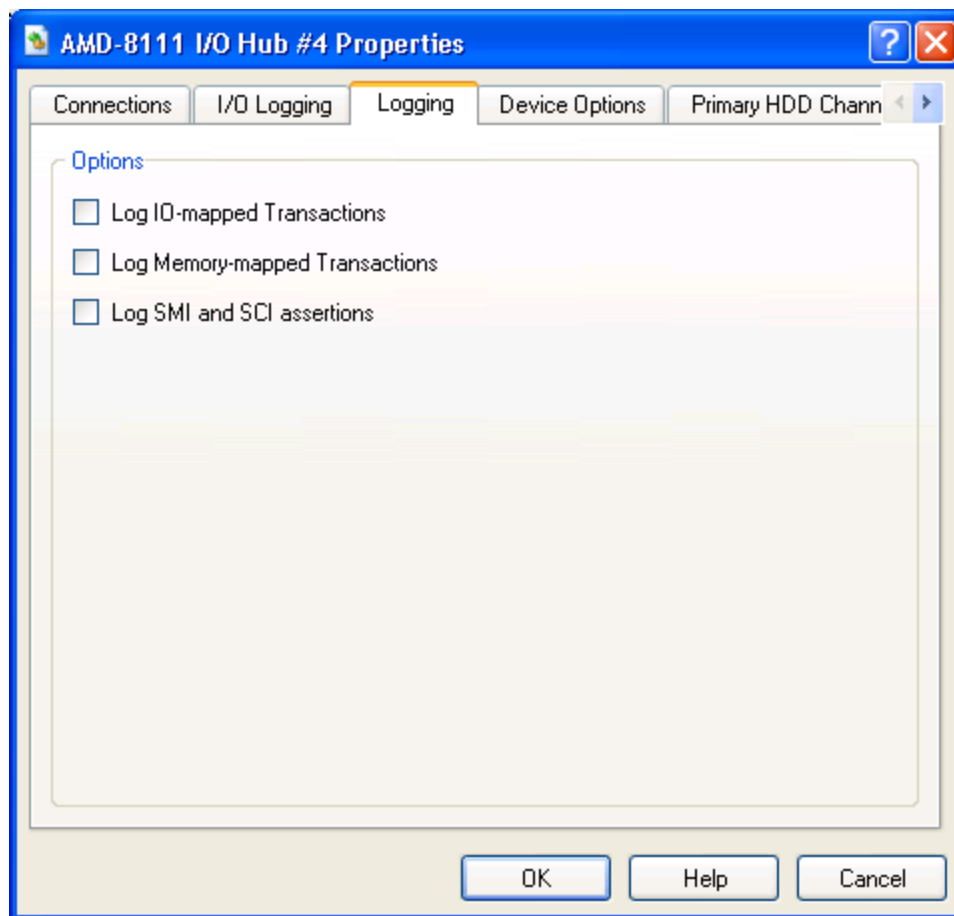 AMD-8111 I/O Hub #4 Properties
?
Connections I/O Logging Logging Device Options Primary HDD Chann
Options
Log IO-mapped Transactions
Log Memory-mapped Transactions
Log SMI and SCI assertions
OK Help Cancel